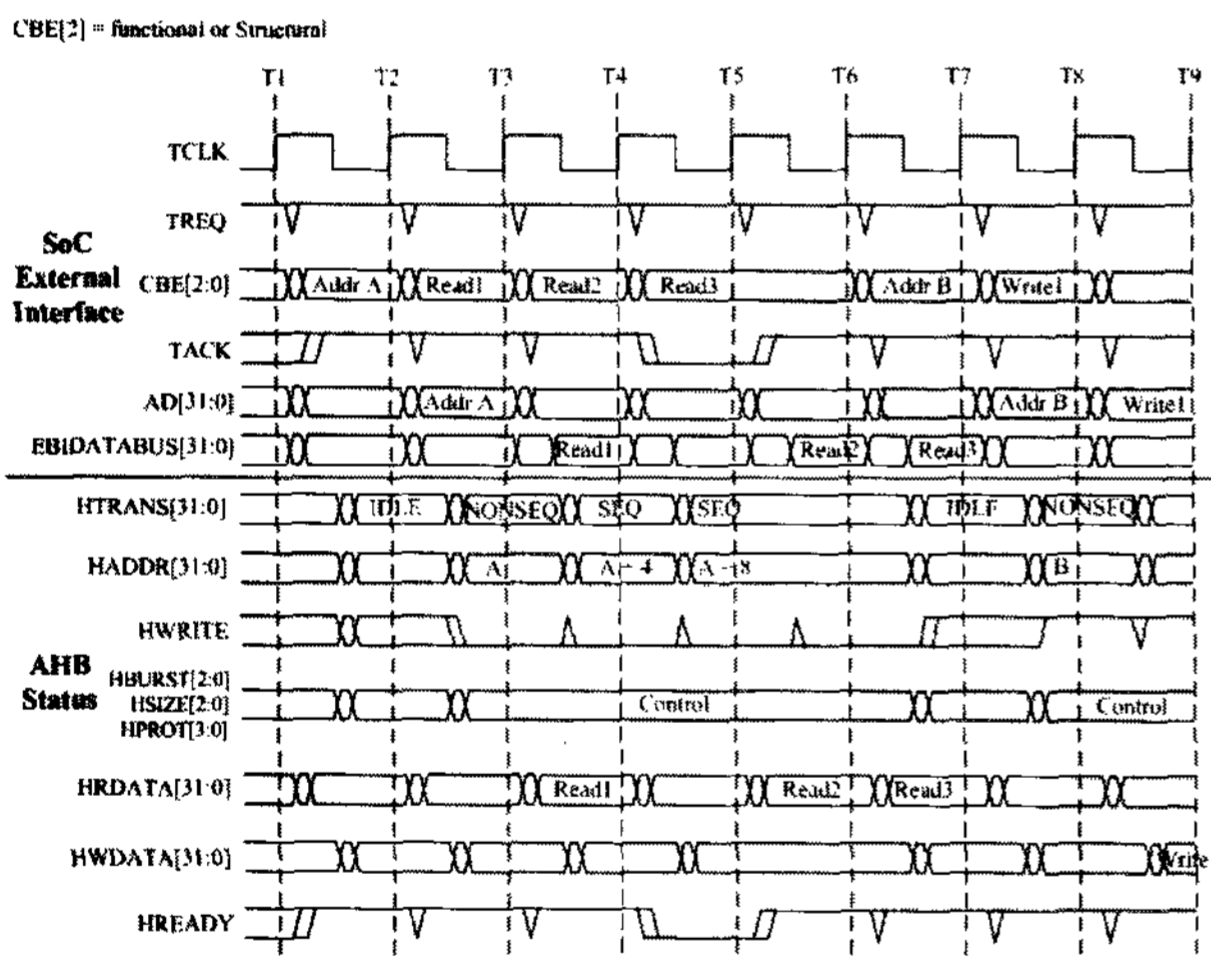 CBE[2] = functional or Structural
T1 T2 T3 T4 T5 T6 T7 T8 T9
TCLK
TREQ
SoC
External
Interface
CBE[2:0] Addr A Read1 Read2 Read3 Addr B Write1
TACK
AD[31:0] Addr A Addr B Write1
EBIDATABUS[31:0] Read1 Read2 Read3
HTRANS[31:0] IDLE NONSEQ SEQ SEQ IDLE NONSEQ
HADDR[31:0] A A+4 A+8 B
HWRITE
AHB
Status
HBURST[2:0]
HSIZE[2:0] Control Control
HPROT[3:0]
HRDATA[31:0] Read1 Read2 Read3
HWDATA[31:0] Write
HREADY